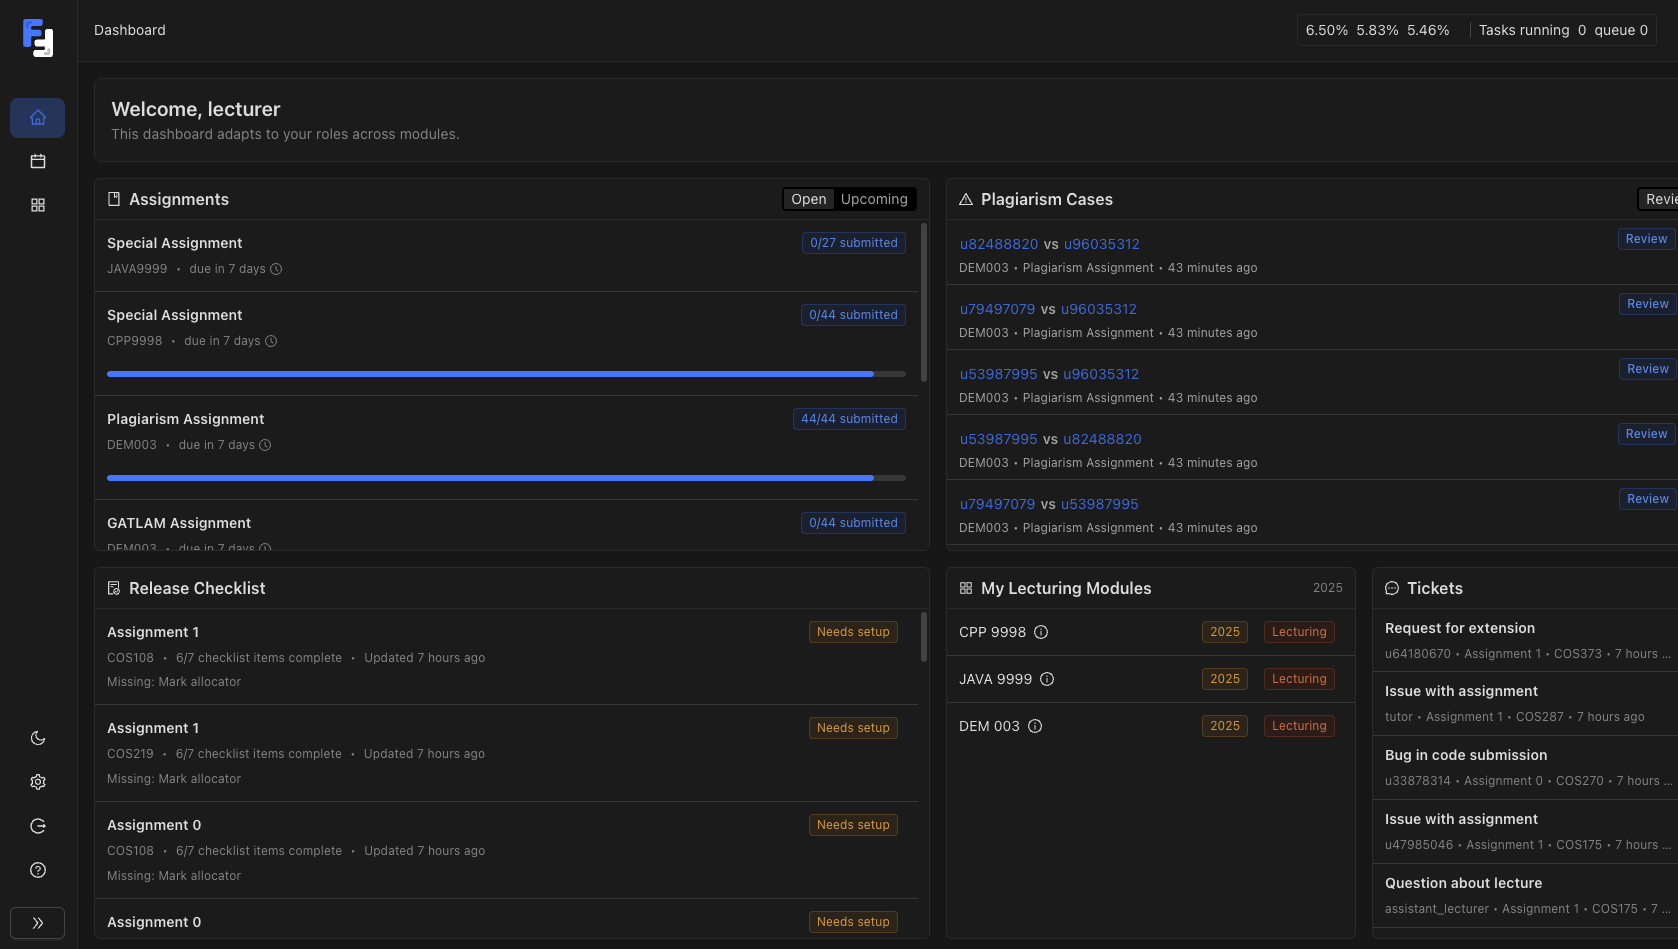 Dashboard
6.50% 5.83% 5.46% Tasks running 0 queue 0
Welcome, lecturer
This dashboard adapts to your roles across modules.
Assignments
Open Upcoming
Special Assignment
0/27 submitted
JAVA9999 • due in 7 days
Special Assignment
0/44 submitted
CPP9998 • due in 7 days
Plagiarism Assignment
44/44 submitted
DEM003 • due in 7 days
GATLAM Assignment
0/44 submitted
DEM003 • due in 7 days
Plagiarism Cases
Revie
u82488820 vs u96035312
Review
DEM003 • Plagiarism Assignment • 43 minutes ago
u79497079 vs u96035312
Review
DEM003 • Plagiarism Assignment • 43 minutes ago
u53987995 vs u96035312
Review
DEM003 • Plagiarism Assignment • 43 minutes ago
u53987995 vs u82488820
Review
DEM003 • Plagiarism Assignment • 43 minutes ago
u79497079 vs u53987995
Review
DEM003 • Plagiarism Assignment • 43 minutes ago
Release Checklist
Assignment 1
Needs setup
COS108 • 6/7 checklist items complete • Updated 7 hours ago
Missing: Mark allocator
Assignment 1
Needs setup
COS219 • 6/7 checklist items complete • Updated 7 hours ago
Missing: Mark allocator
Assignment 0
Needs setup
COS108 • 6/7 checklist items complete • Updated 7 hours ago
Missing: Mark allocator
Assignment 0
Needs setup
My Lecturing Modules
2025
CPP 9998 2025 Lecturing
JAVA 9999 2025 Lecturing
DEM 003 2025 Lecturing
Tickets
Request for extension
u64180670 • Assignment 1 • COS373 • 7 hours ...
Issue with assignment
tutor • Assignment 1 • COS287 • 7 hours ago
Bug in code submission
u33878314 • Assignment 0 • COS270 • 7 hours ...
Issue with assignment
u47985046 • Assignment 1 • COS175 • 7 hours ...
Question about lecture
assistant_lecturer • Assignment 1 • COS175 • 7 ...